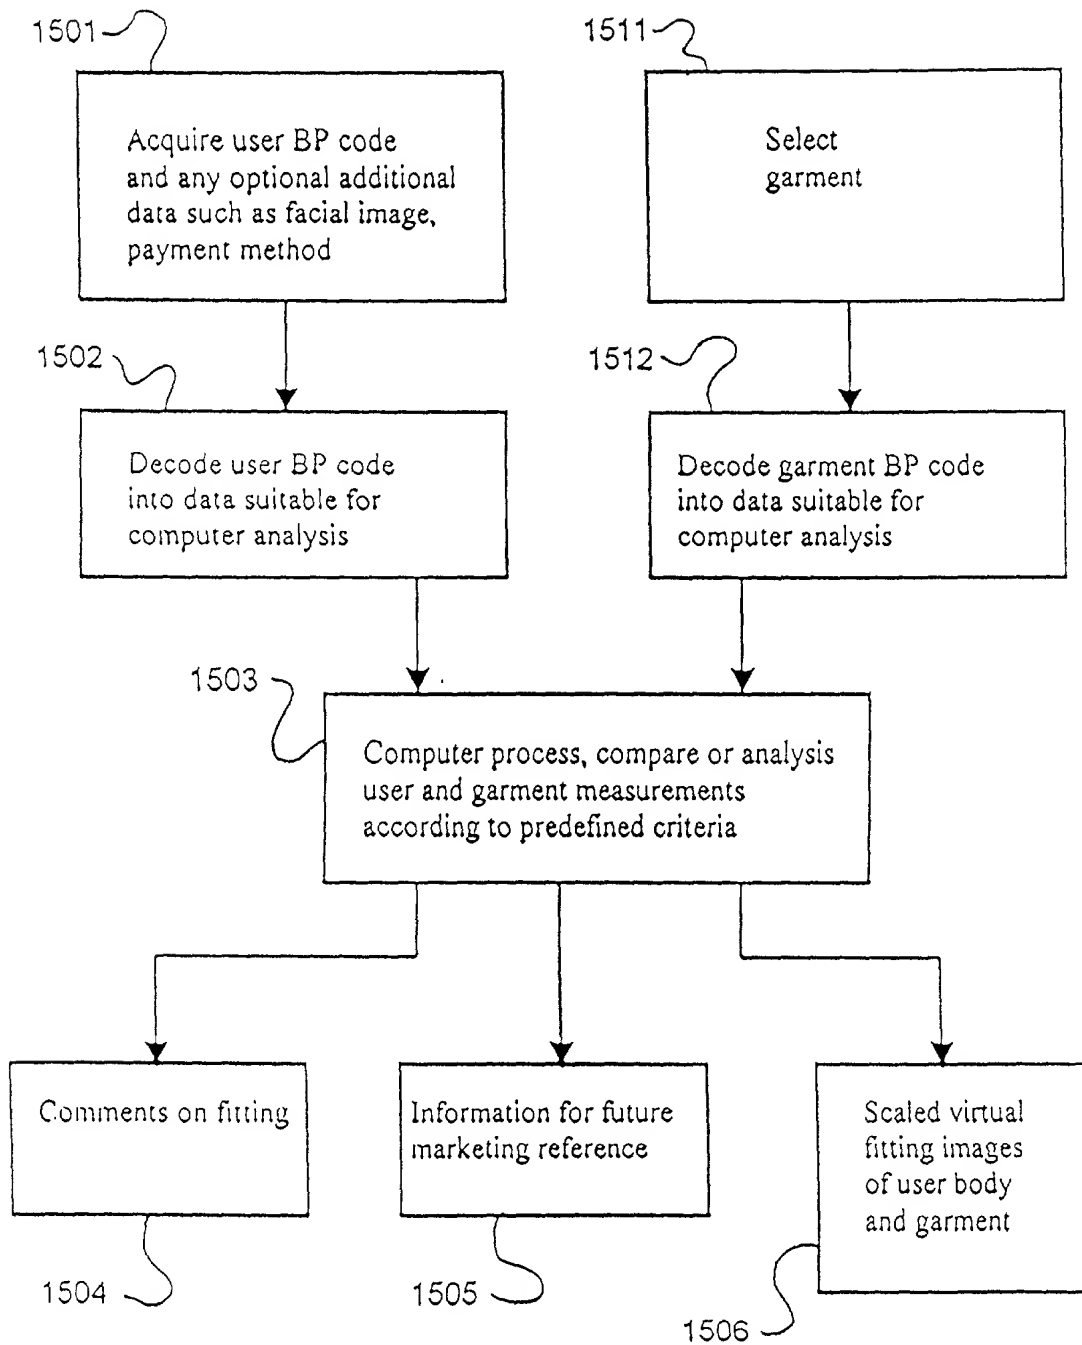 1501
Acquire user BP code
and any optional additional
data such as facial image,
payment method
1511
Select
garment
1502
Decode user BP code
into data suitable for
computer analysis
1512
Decode garment BP code
into data suitable for
computer analysis
1503
Computer process, compare or analysis
user and garment measurements
according to predefined criteria
Comments on fitting
1504
Information for future
marketing reference
1505
Scaled virtual
fitting images
of user body
and garment
1506